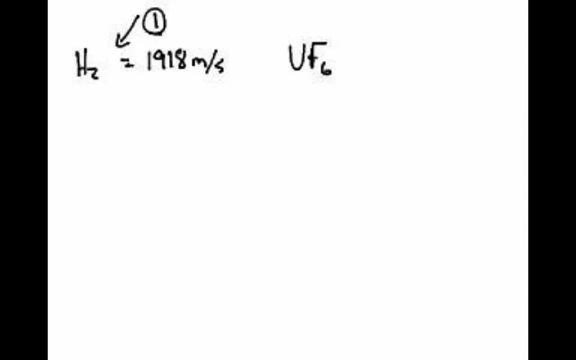 ①
H₂ = 1918 m/s UF₆